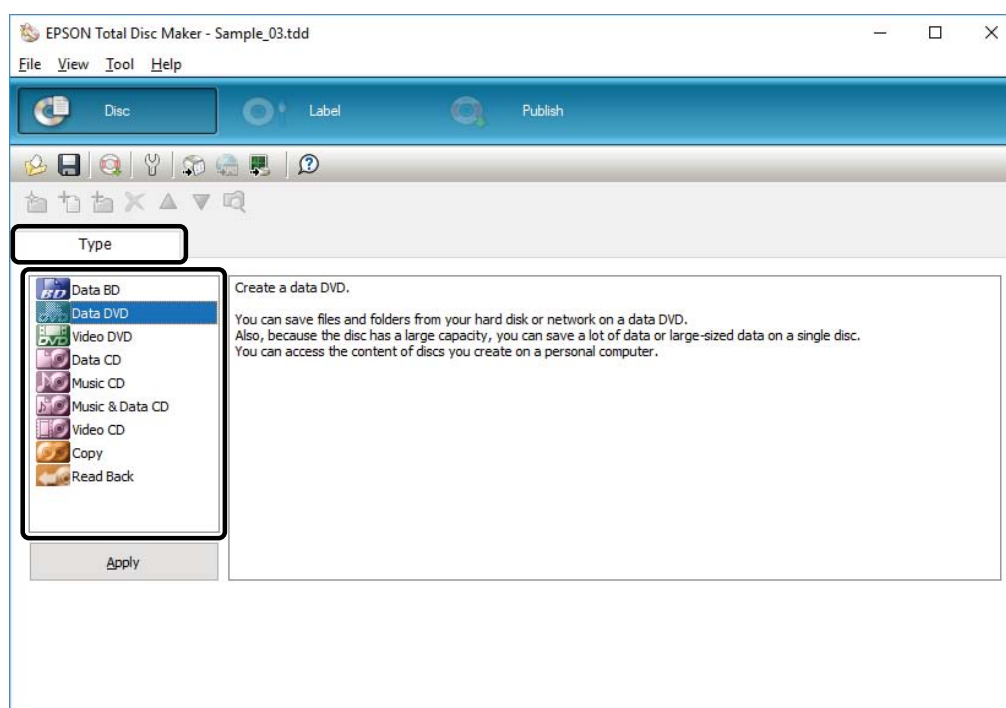 EPSON Total Disc Maker - Sample_03.tdd
File View Tool Help
Disc Label Publish
Type
Data BD
Data DVD
Video DVD
Data CD
Music CD
Music & Data CD
Video CD
Copy
Read Back
Apply
Create a data DVD.
You can save files and folders from your hard disk or network on a data DVD.
Also, because the disc has a large capacity, you can save a lot of data or large-sized data on a single disc.
You can access the content of discs you create on a personal computer.